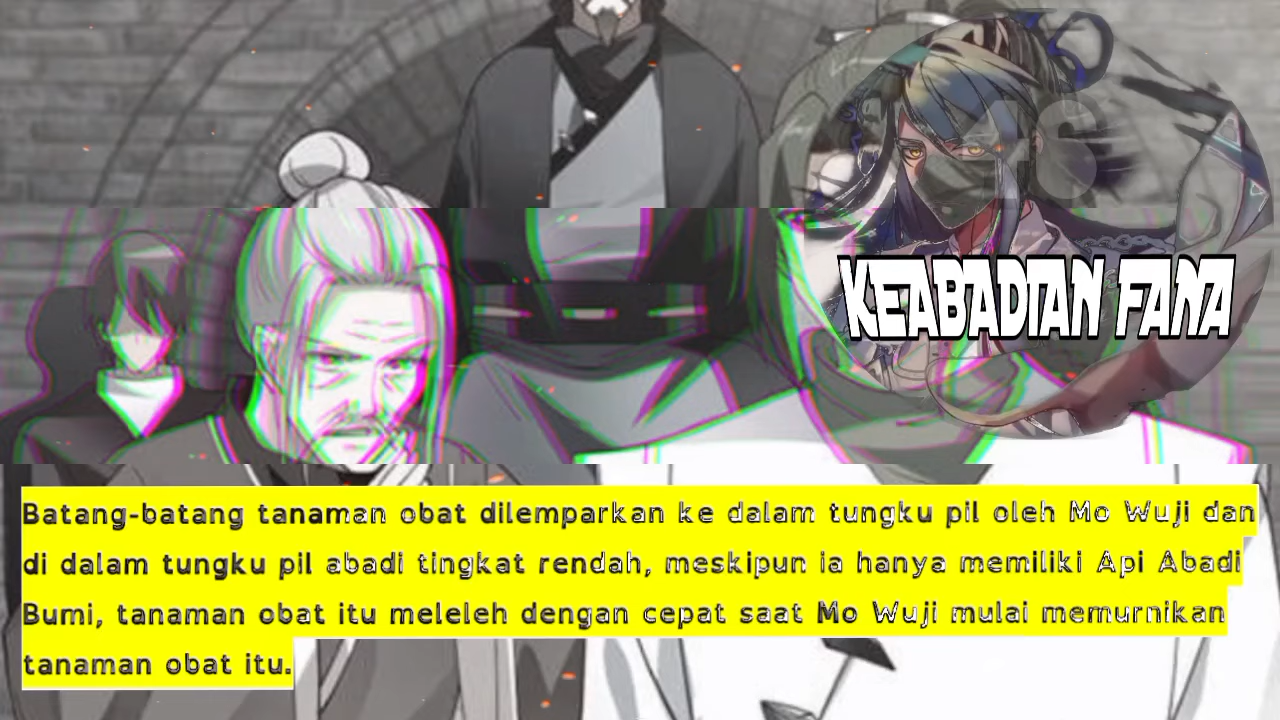 KEABADIAN FANA
Batang-batang tanaman obat dilemparkan ke dalam tungku pil oleh Mo Wuji dan
di dalam tungku pil abadi tingkat rendah, meskipun ia hanya memiliki Api Abadi
Bumi, tanaman obat itu meleleh dengan cepat saat Mo Wuji mulai memurnikan
tanaman obat itu.